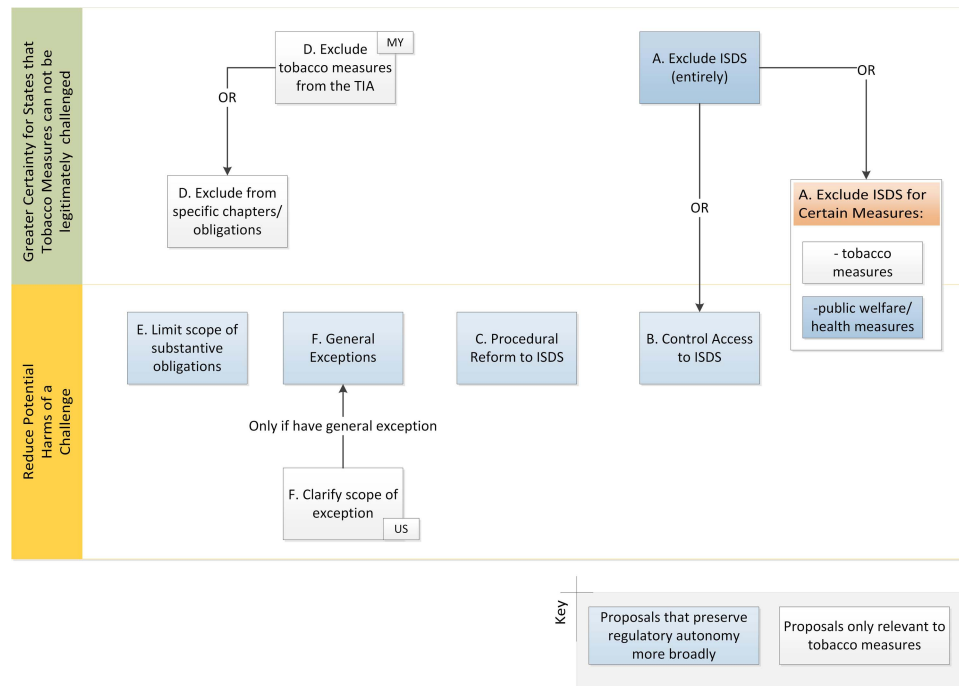 Greater Certainty for States that
Tobacco Measures can not be
legitimately  challenged
D. Exclude
tobacco measures
from the TIA
MY
OR
D. Exclude from
specific chapters/
obligations
A. Exclude ISDS
(entirely)
OR
OR
A. Exclude ISDS for
Certain Measures:
- tobacco
measures
-public welfare/
health measures
Reduce Potential
Harms of a
Challenge
E. Limit scope of
substantive
obligations
F. General
Exceptions
C. Procedural
Reform to ISDS
B. Control Access
to ISDS
Only if have general exception
F. Clarify scope of
exception
US
Key
Proposals that preserve
regulatory autonomy
more broadly
Proposals only relevant to
tobacco measures